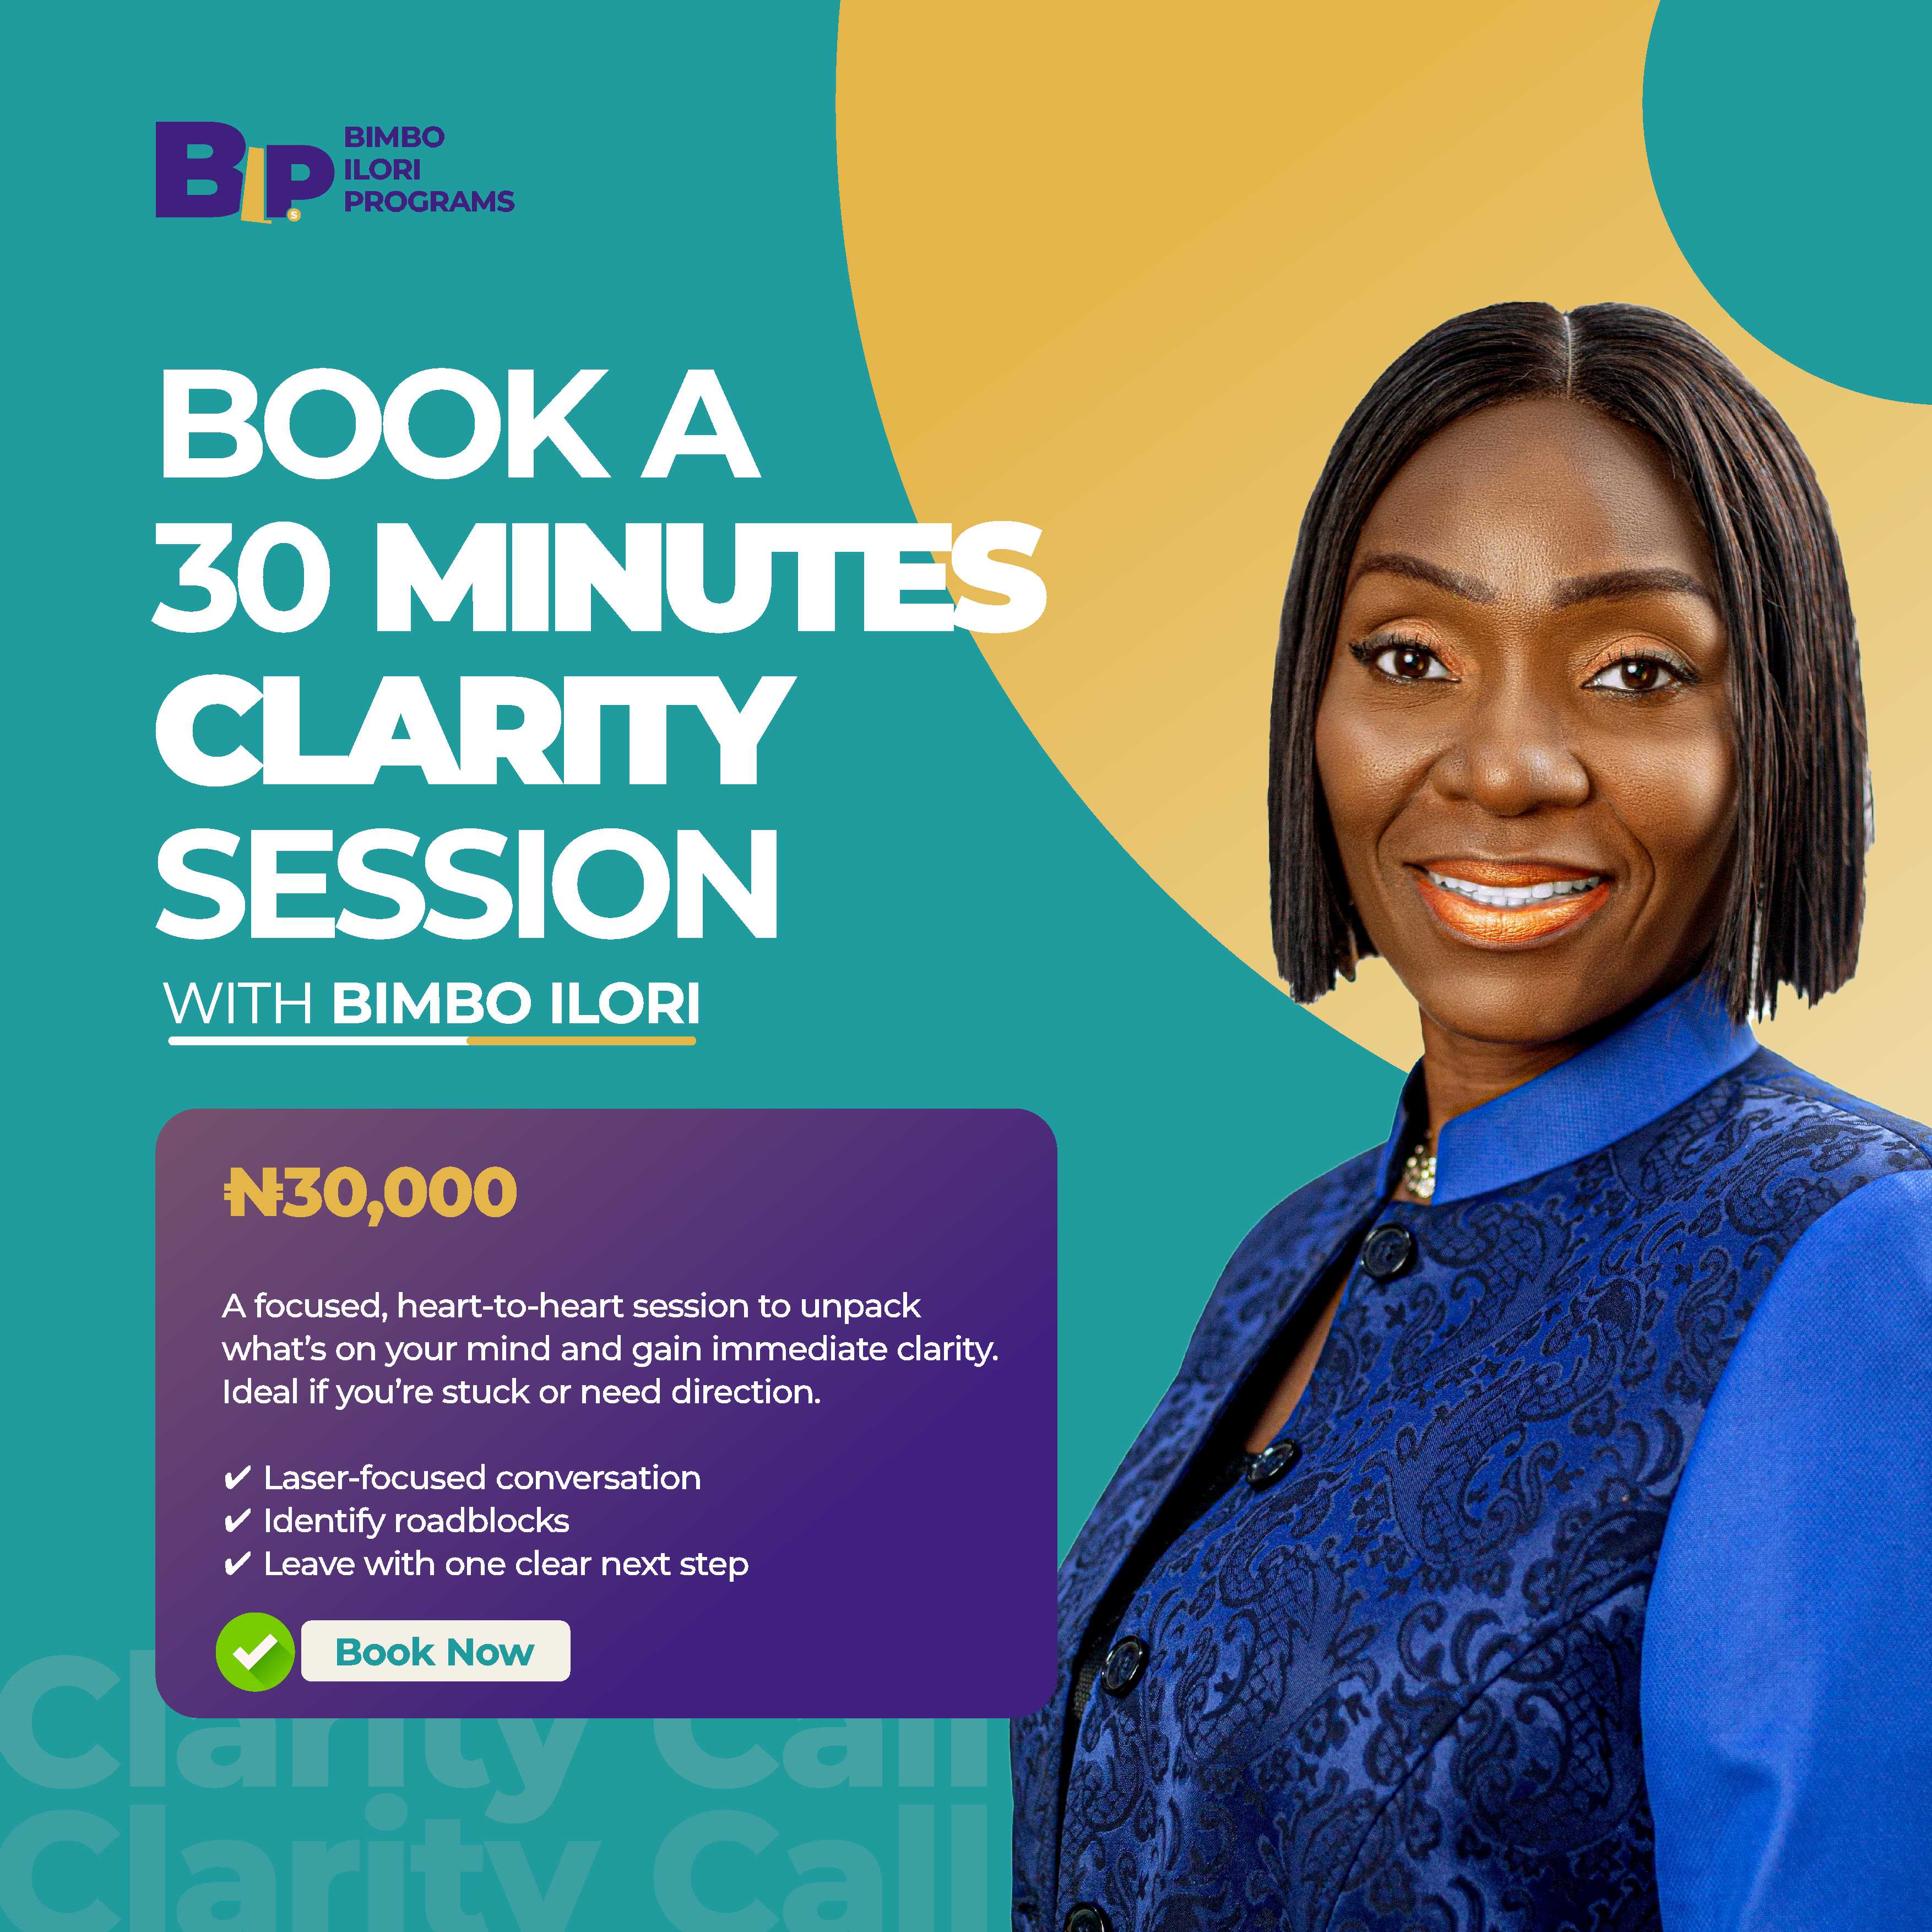 BIP
BIMBO
ILORI
PROGRAMS
S
BOOK A
30 MINUTES
CLARITY
SESSION
WITH BIMBO ILORI
₦30,000
A focused, heart-to-heart session to unpack
what’s on your mind and gain immediate clarity.
Ideal if you’re stuck or need direction.
✔ Laser-focused conversation
✔ Identify roadblocks
✔ Leave with one clear next step
Book Now
Clarity Call
Clarity Call